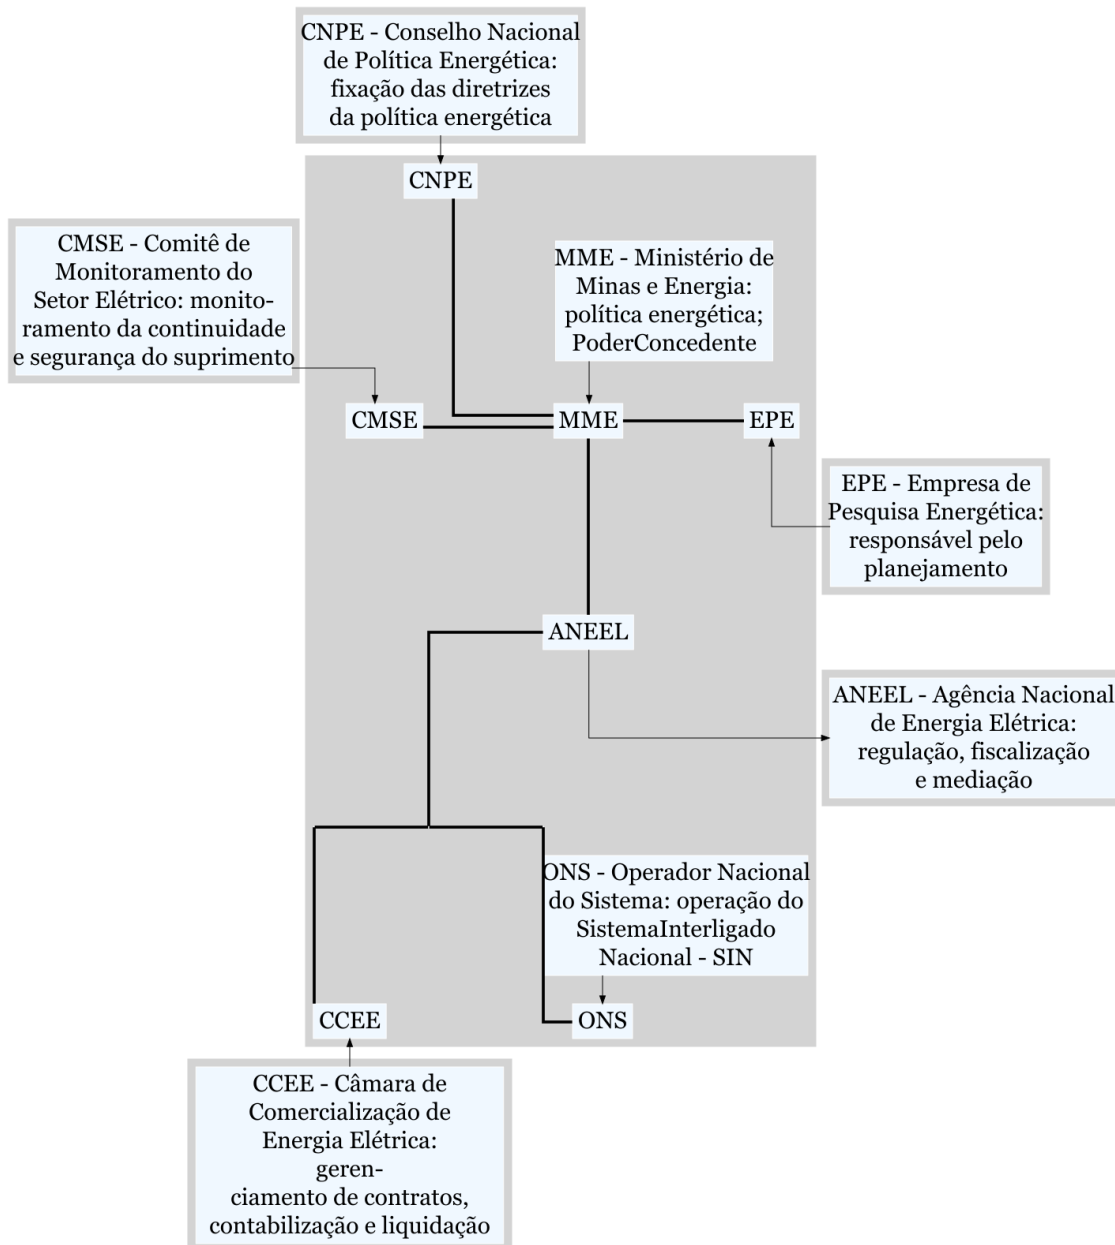 CNPE - Conselho Nacional
de Política Energética:
fixação das diretrizes
da política energética
CNPE
CMSE - Comitê de
Monitoramento do
Setor Elétrico: monito-
ramento da continuidade
e segurança do suprimento
MME - Ministério de
Minas e Energia:
política energética;
PoderConcedente
CMSE
MME
EPE
EPE - Empresa de
Pesquisa Energética:
responsável pelo
planejamento
ANEEL
ANEEL - Agência Nacional
de Energia Elétrica:
regulação, fiscalização
e mediação
ONS - Operador Nacional
do Sistema: operação do
SistemaInterligado
Nacional - SIN
CCEE
ONS
CCEE - Câmara de
Comercialização de
Energia Elétrica:
geren-
ciamento de contratos,
contabilização e liquidação